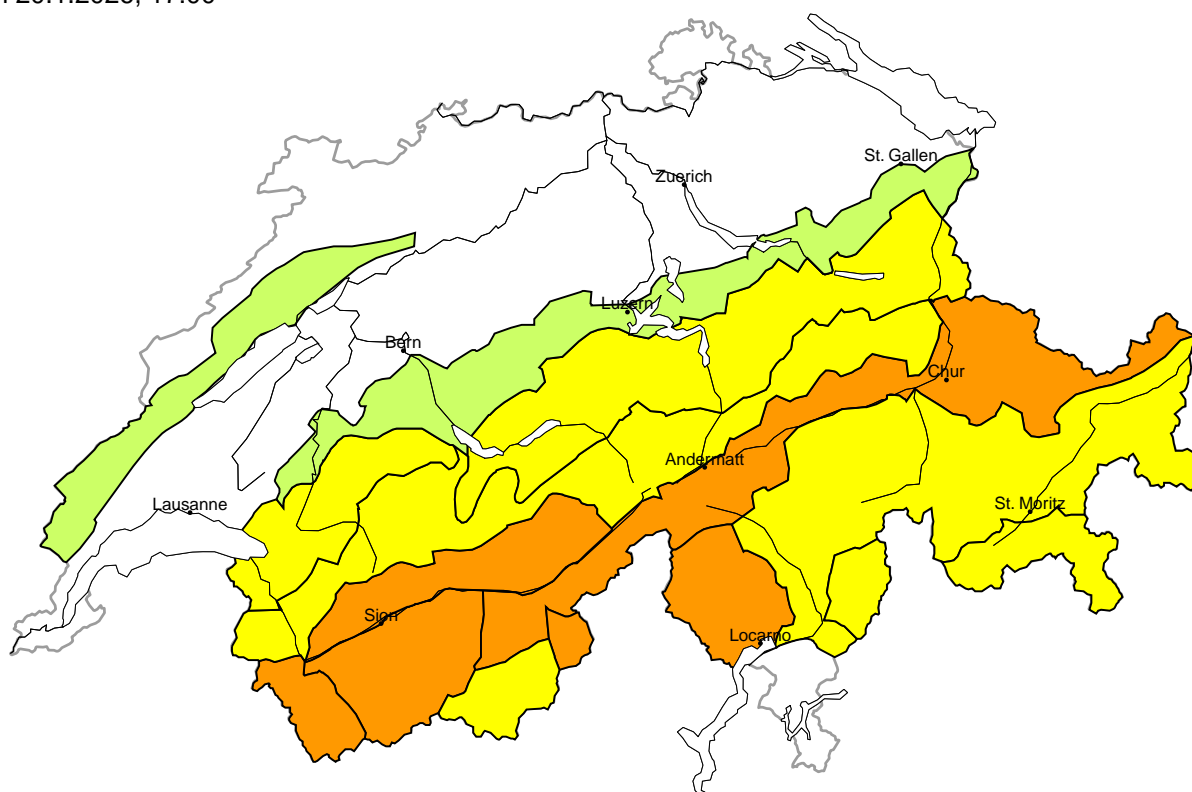 St. Gallen
Zuerich
Luzern
Bern
Chur
Andermatt
Lausanne
St. Moritz
Sion
Locarno